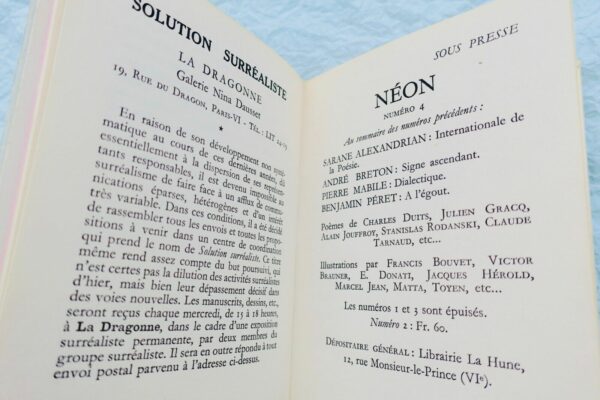 SOLUTION SURRÉALISTE
LA DRAGONNE
Galerie Nina Dausset
19, RUE DU DRAGON, PARIS-VI - TÉL. : LIT 24-19
*
En raison de son développement non systé-
matique au cours de ces dernières années, dû
essentiellement à la dispersion de ses représen-
tants responsables, il est devenu impossible au
surréalisme de faire face à un afflux de commu-
nications éparses, hétérogènes et d'un intérêt
très variable. Dans ces conditions, il a été décidé
de rassembler tous les envois et toutes les propo-
sitions à venir dans un centre de coordination
qui prend le nom de Solution surréaliste. Ce titre
même rend assez compte du but poursuivi, qui
n'est certes pas la dilution des activités surréalistes
d'hier, mais bien leur dépassement décisif dans
des voies nouvelles. Les manuscrits, dessins, etc.,
seront reçus chaque mercredi, de 15 à 18 heures,
à La Dragonne, dans le cadre d'une exposition
surréaliste permanente, par deux membres du
groupe surréaliste. Il sera en outre répondu à tout
envoi postal parvenu à l'adresse ci-dessus.
SOUS PRESSE
NÉON
NUMÉRO 4
Au sommaire des numéros précédents :
SARANE ALEXANDRIAN : Internationale de
la Poésie.
ANDRÉ BRETON : Signe ascendant.
PIERRE MABILE : Dialectique.
BENJAMIN PÉRET : A l'égout.
Poèmes de CHARLES DUITS, JULIEN GRACQ,
ALAIN JOUFFROY, STANISLAS RODANSKI, CLAUDE
TARNAUD, etc...
Illustrations par FRANCIS BOUVET, VICTOR
BRAUNER, E. DONATI, JACQUES HÉROLD,
MARCEL JEAN, MATTA, TOYEN, etc...
Les numéros 1 et 3 sont épuisés.
Numéro 2 : Fr. 60.
DÉPOSITAIRE GÉNÉRAL : Librairie La Hune,
12, rue Monsieur-le-Prince (VIe).